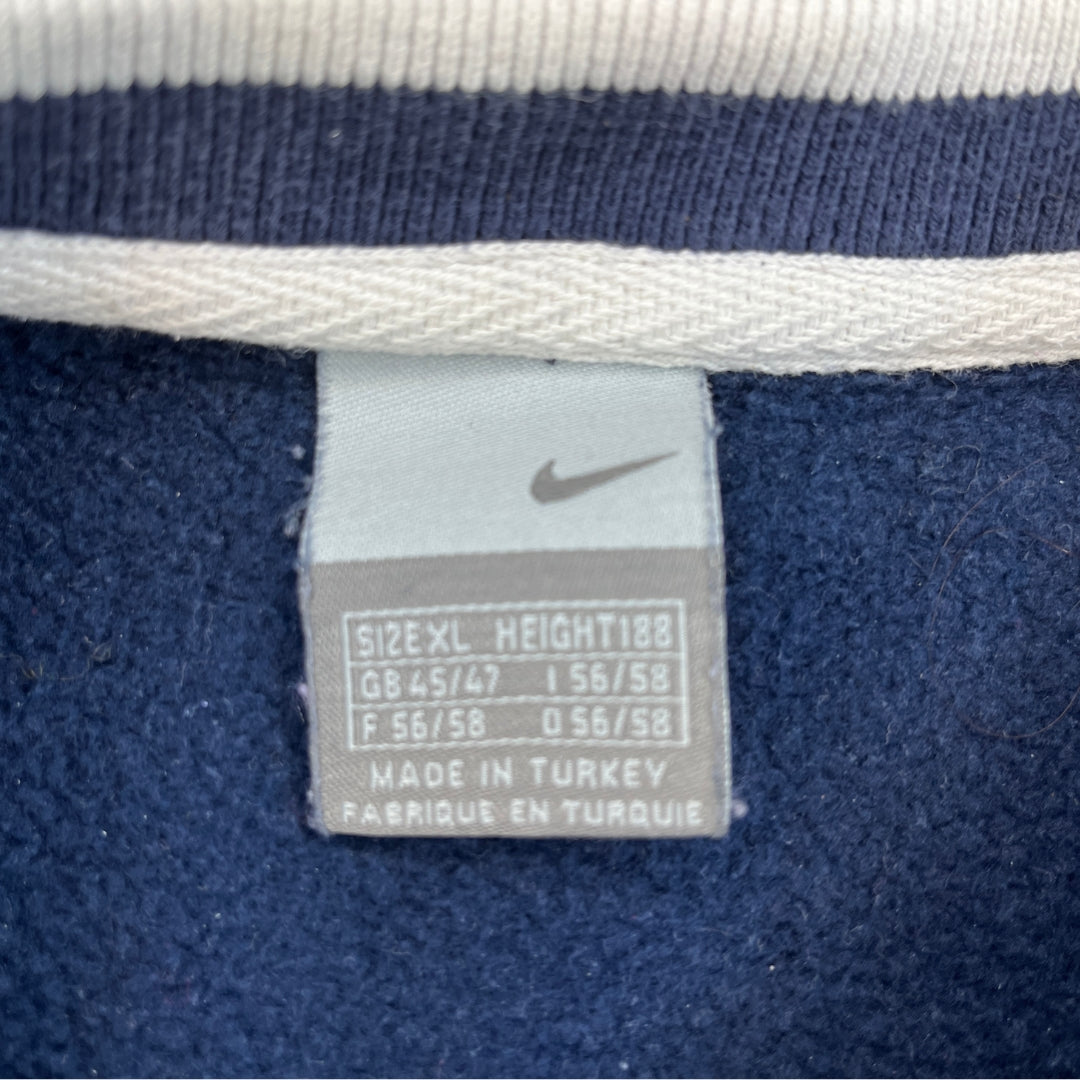 SIZE XL HEIGHT 188
GB 45/47 I 56/58
F 56/58 D 56/58
MADE IN TURKEY
FABRIQUE EN TURQUIE